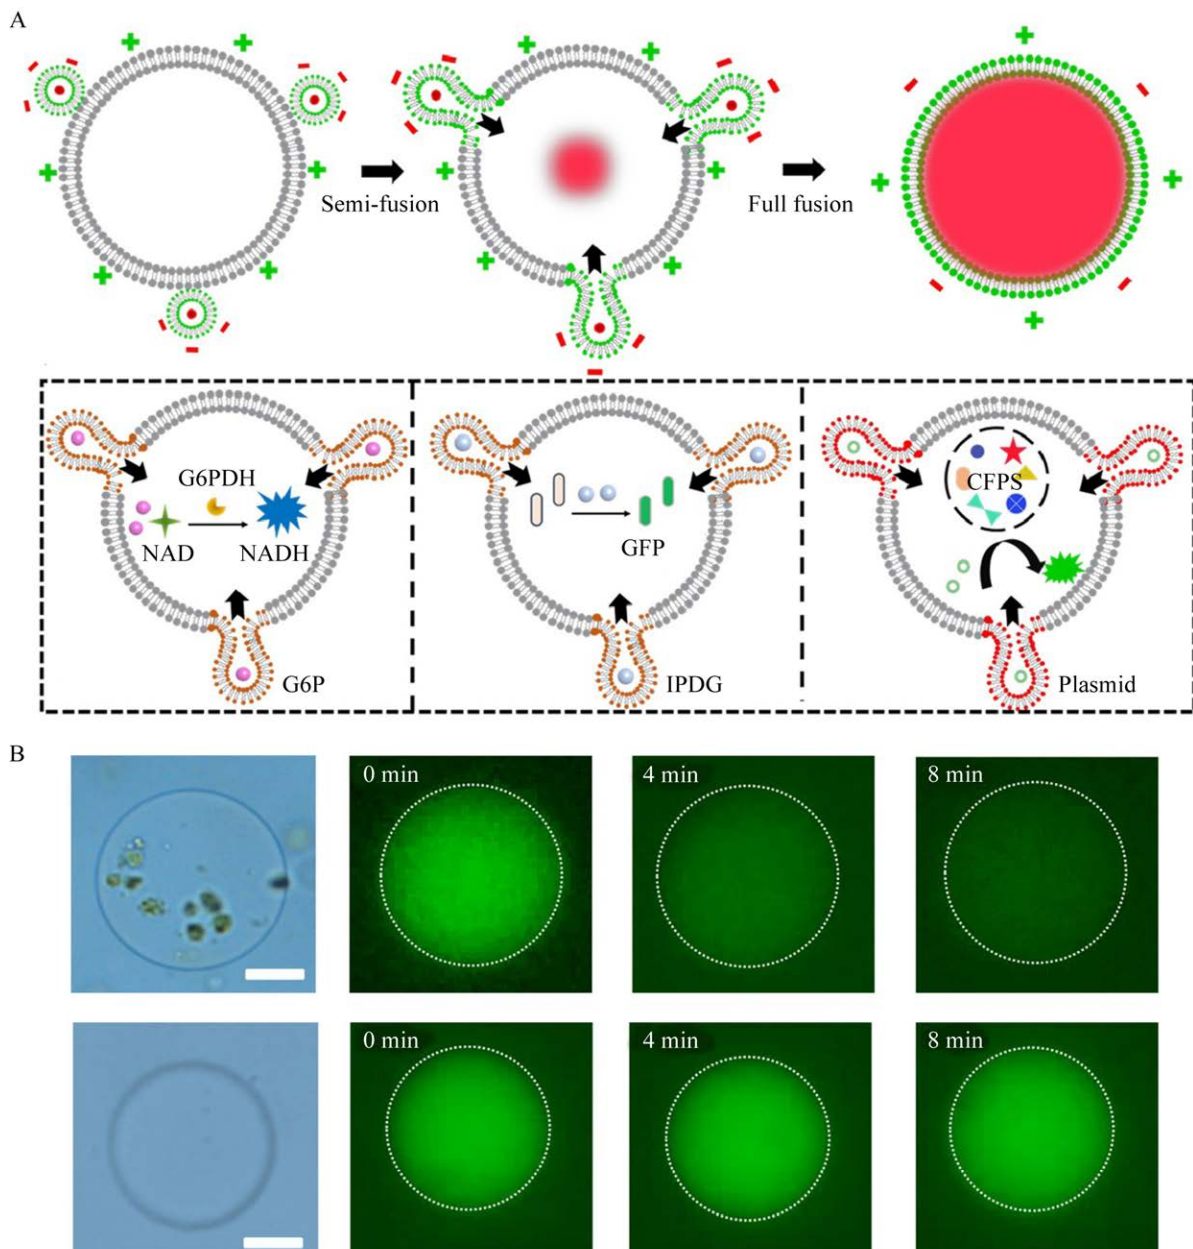 A
Semi-fusion
Full fusion
G6PDH
NAD
NADH
G6P
GFP
IPDG
CFPS
Plasmid
B
0 min
4 min
8 min
0 min
4 min
8 min